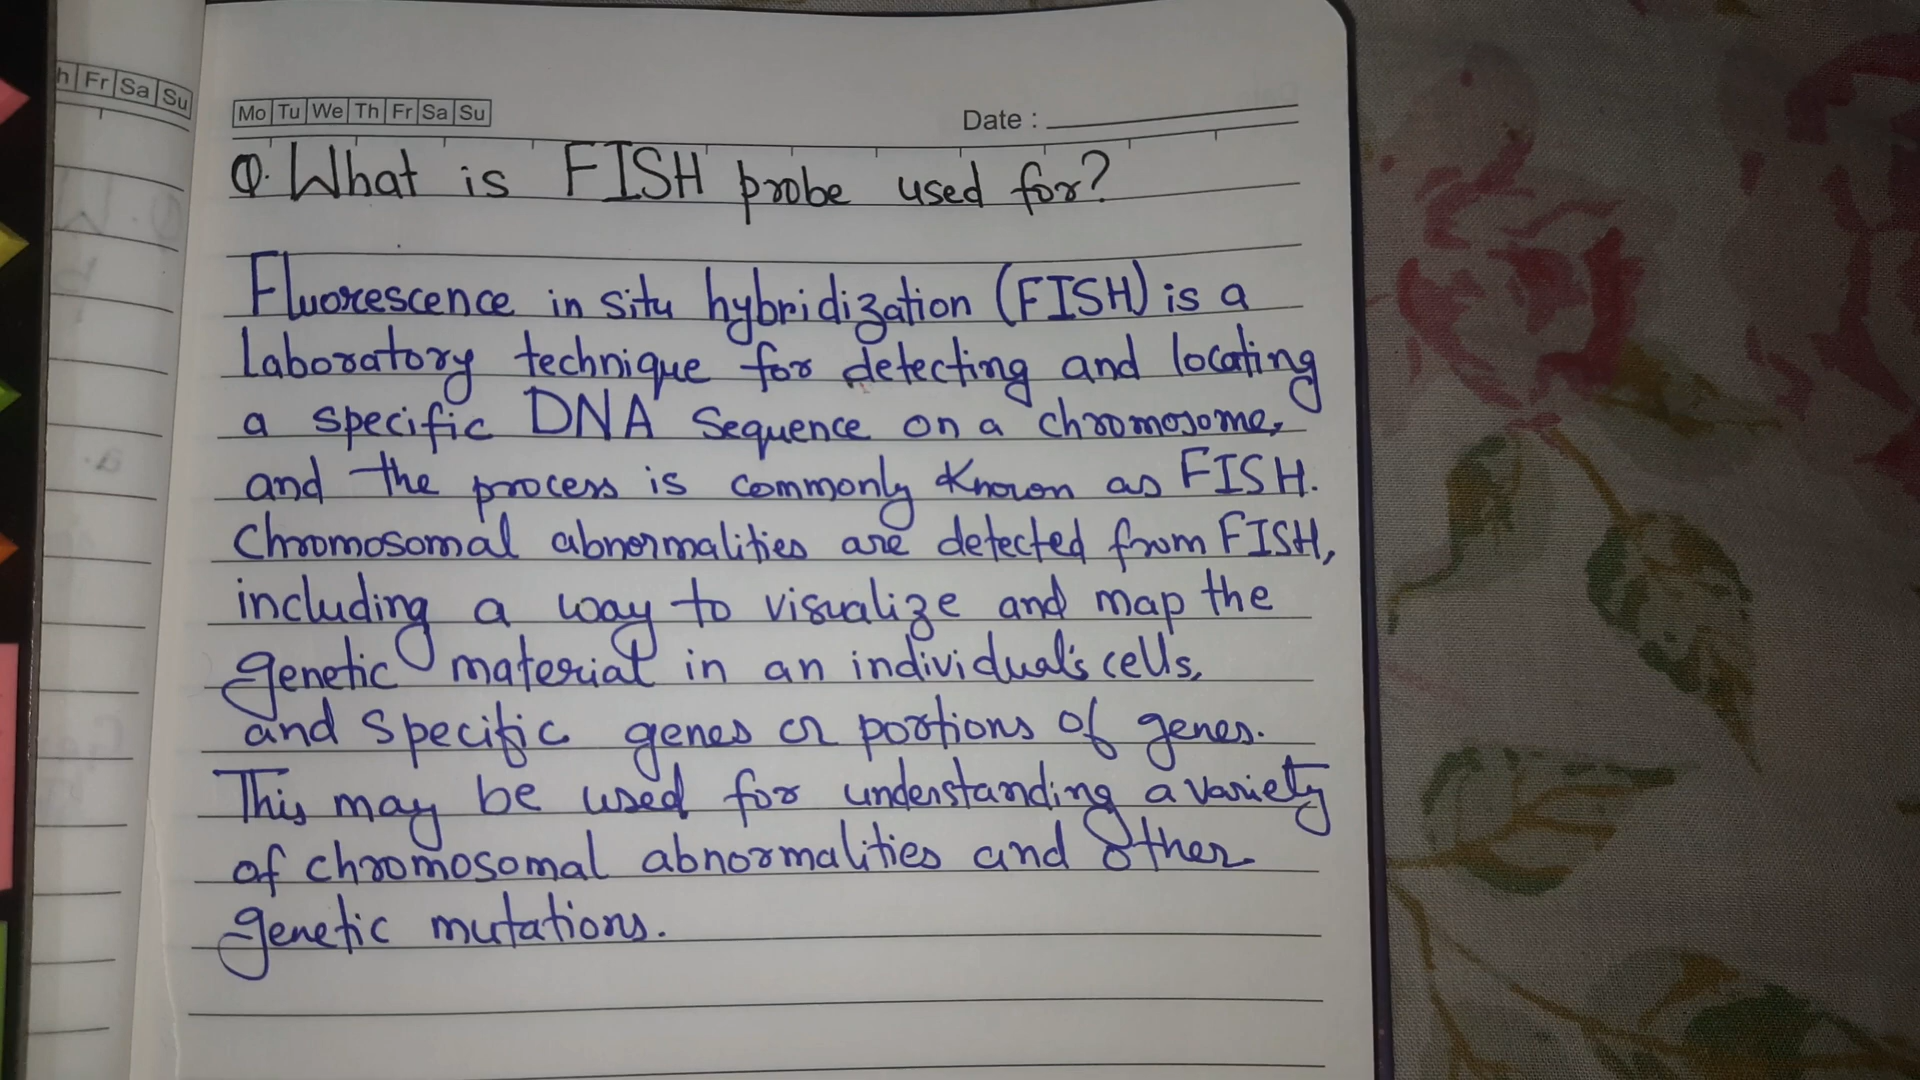 h Fr Sa Su
Mo Tu We Th Fr Sa Su
Date :
Q. What is FISH probe used for?
Fluorescence in situ hybridization (FISH) is a
laboratory technique for detecting and locating
a specific DNA Sequence on a chromosome,
and the process is commonly known as FISH.
Chromosomal abnormalities are detected from FISH,
including a way to visualize and map the
genetic material in an individual's cells,
and specific genes or portions of genes.
This may be used for understanding a variety
of chromosomal abnormalities and other
genetic mutations.